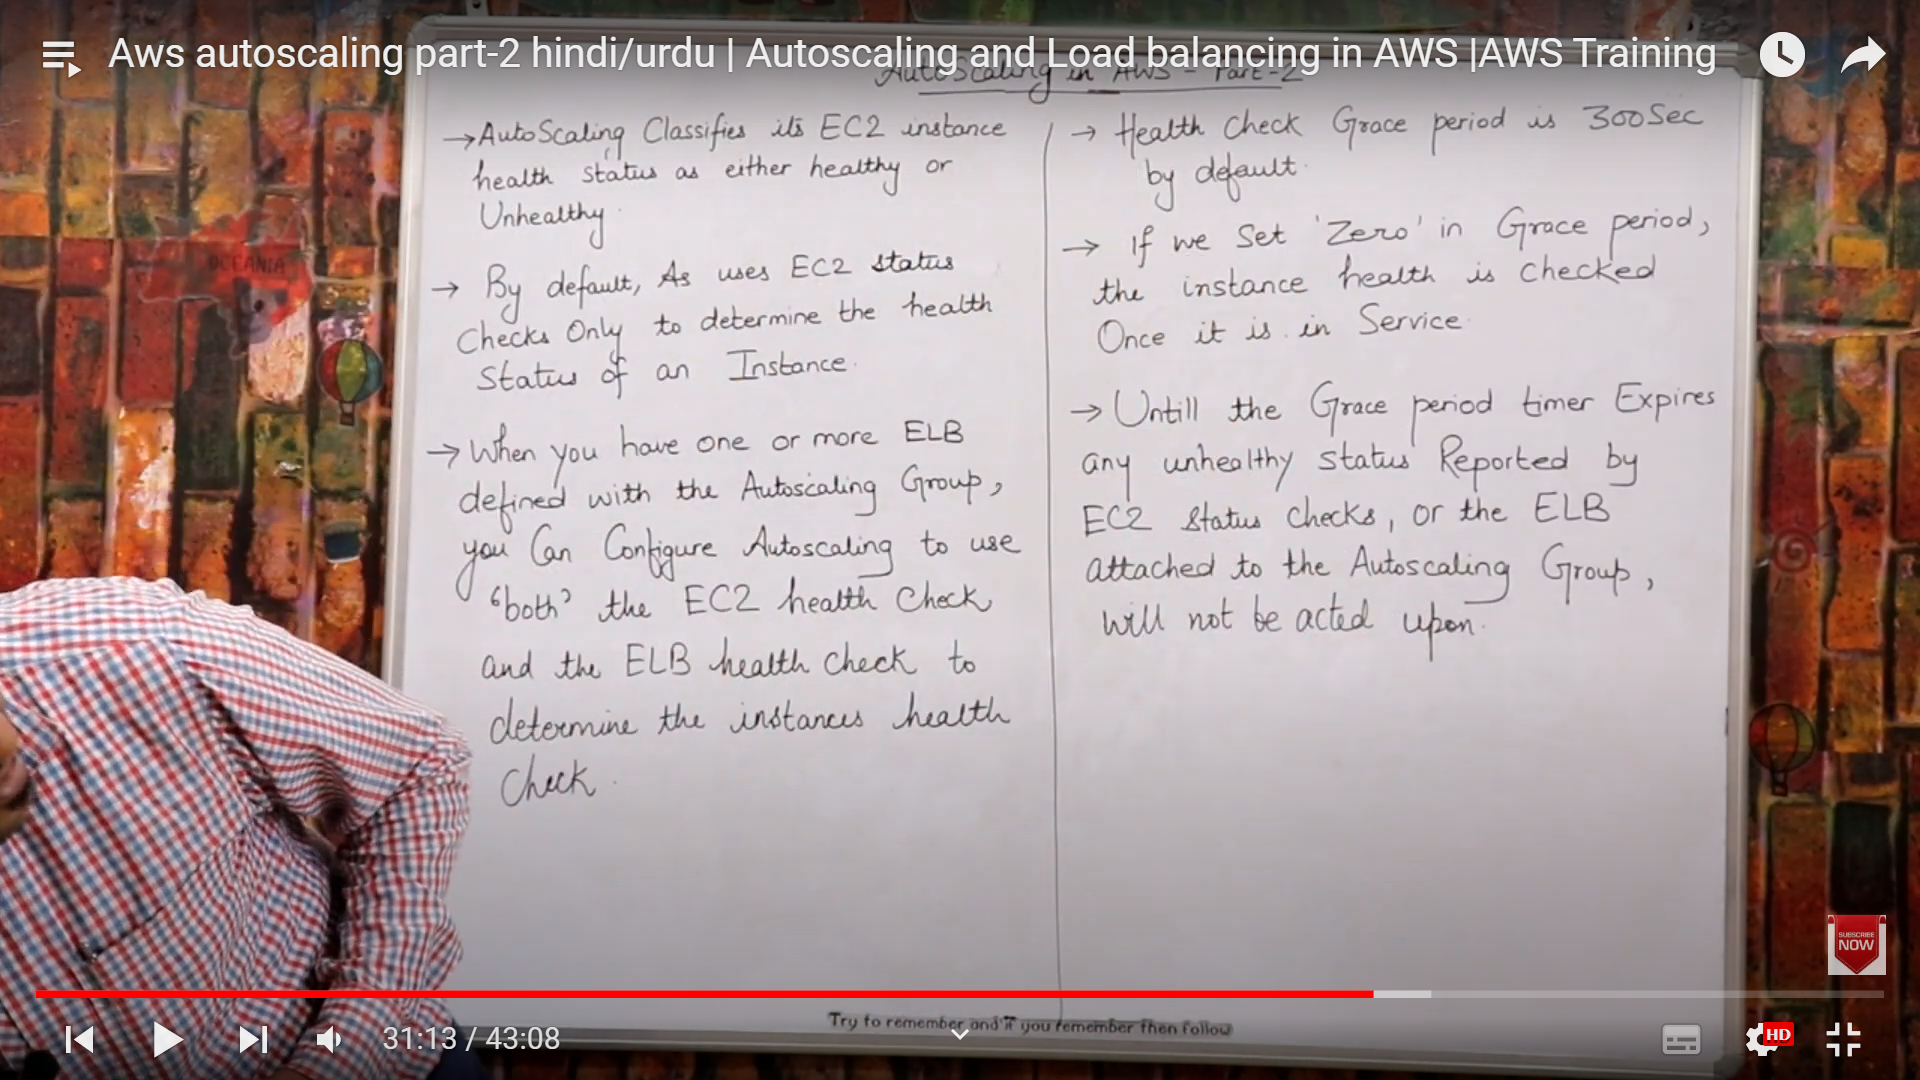 Aws autoscaling part-2 hindi/urdu | Autoscaling and Load balancing in AWS |AWS Training
AutoScaling in AWS - Part-2
→ AutoScaling Classifies its EC2 instance
health status as either healthy or
Unhealthy.
→ By default, As uses EC2 status
Checks Only to determine the health
Status of an Instance.
→ When you have one or more ELB
defined with the Autoscaling Group,
you Can Configure Autoscaling to use
'both' the EC2 health Check
and the ELB health check to
determine the instances health
Check.
→ Health Check Grace period is 300Sec
by default.
→ If we Set 'Zero' in Grace period,
the instance health is checked
Once it is in Service.
→ Untill the Grace period timer Expires
any unhealthy status Reported by
EC2 status checks, or the ELB
attached to the Autoscaling Group,
will not be acted upon.
OCEANIA
SUBSCRIBE
NOW
Try to remember and if you remember then follow
31:13 / 43:08
HD